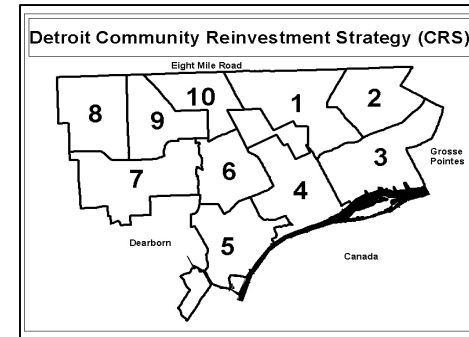 Detroit Community Reinvestment Strategy (CRS)
Eight Mile Road
10
1
2
8
9
3
Grosse
Pointes
6
7
4
Dearborn
5
Canada